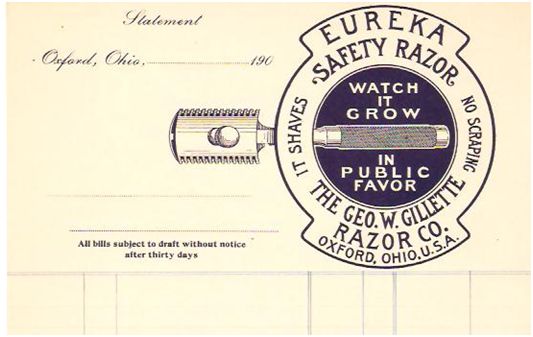 Statement
Oxford, Ohio, 190
All bills subject to draft without notice
after thirty days
EUREKA
SAFETY RAZOR
IT SHAVES
NO SCRAPING
WATCH
IT
GROW
IN
PUBLIC
FAVOR
THE GEO. W. GILLETTE
RAZOR CO.
OXFORD, OHIO, U.S.A.